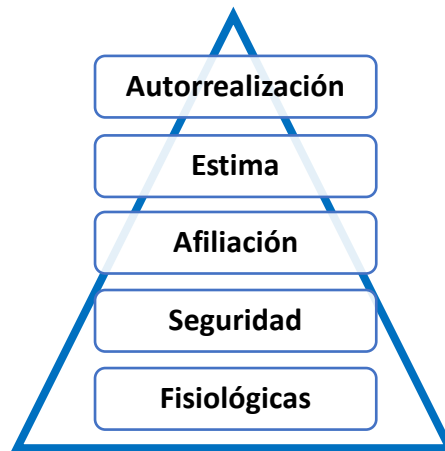 Autorrealización
Estima
Afiliación
Seguridad
Fisiológicas